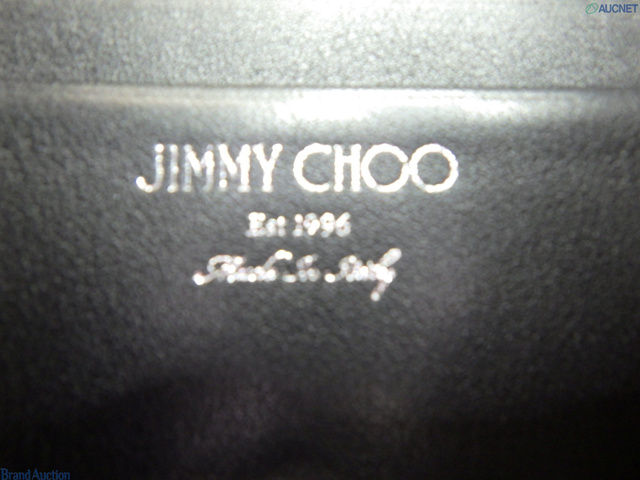 AUCNET
JIMMY CHOO
Est 1996
Made In Italy
Brand Auction